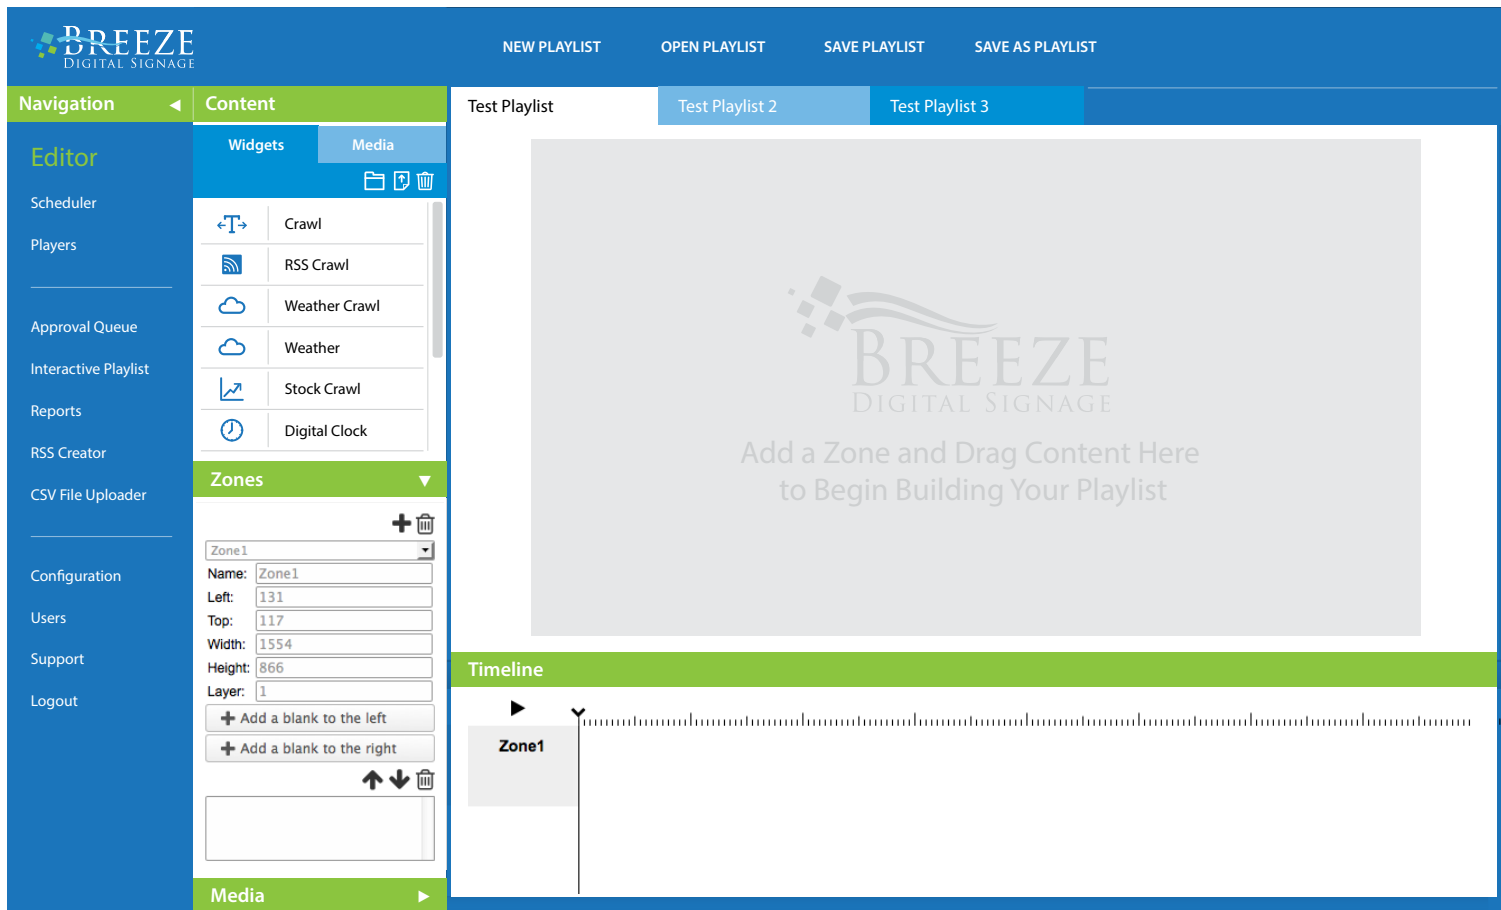 BREEZE
DIGITAL SIGNAGE
NEW PLAYLIST
OPEN PLAYLIST
SAVE PLAYLIST
SAVE AS PLAYLIST
Navigation
Editor
Scheduler
Players
Approval Queue
Interactive Playlist
Reports
RSS Creator
CSV File Uploader
Configuration
Users
Support
Logout
Content
Widgets
Media
Crawl
RSS Crawl
Weather Crawl
Weather
Stock Crawl
Digital Clock
Zones
Zone1
Name: Zone1
Left: 131
Top: 117
Width: 1554
Height: 866
Layer: 1
Add a blank to the left
Add a blank to the right
Media
Test Playlist
Test Playlist 2
Test Playlist 3
BREEZE
DIGITAL SIGNAGE
Add a Zone and Drag Content Here
to Begin Building Your Playlist
Timeline
Zone1